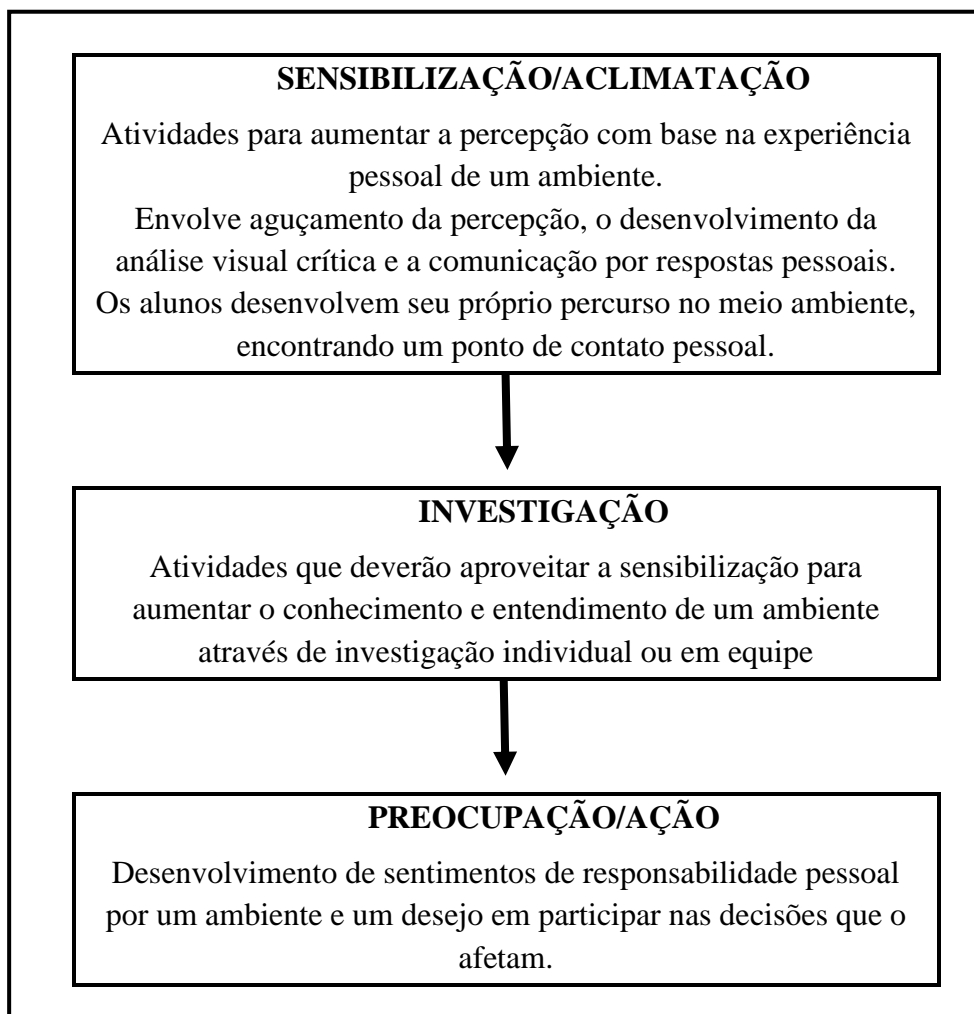 SENSIBILIZAÇÃO/ACLIMATAÇÃO
Atividades para aumentar a percepção com base na experiência
pessoal de um ambiente.
Envolve aguçamento da percepção, o desenvolvimento da
análise visual crítica e a comunicação por respostas pessoais.
Os alunos desenvolvem seu próprio percurso no meio ambiente,
encontrando um ponto de contato pessoal.
INVESTIGAÇÃO
Atividades que deverão aproveitar a sensibilização para
aumentar o conhecimento e entendimento de um ambiente
através de investigação individual ou em equipe
PREOCUPAÇÃO/AÇÃO
Desenvolvimento de sentimentos de responsabilidade pessoal
por um ambiente e um desejo em participar nas decisões que o
afetam.